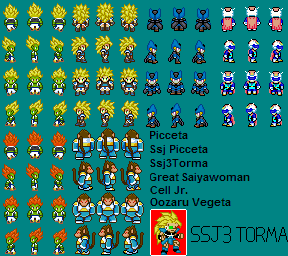 Picceta
Ssj Picceta
Ssj3Torma
Great Saiyawoman
Cell Jr.
Oozaru Vegeta
SSJ3 TORMA